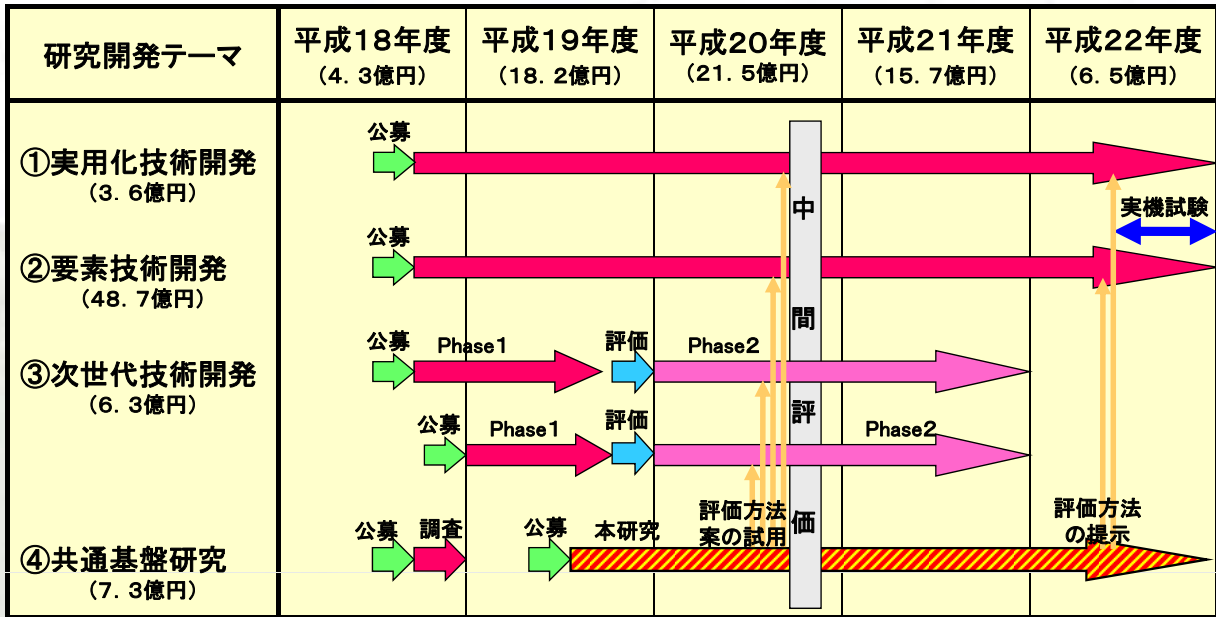 研究開発テーマ
平成18年度
(4. 3億円)
平成19年度
(18. 2億円)
平成20年度
(21. 5億円)
平成21年度
(15. 7億円)
平成22年度
(6. 5億円)
①実用化技術開発
(3. 6億円)
公募
実機試験
②要素技術開発
(48. 7億円)
公募
③次世代技術開発
(6. 3億円)
公募
Phase1
評価
Phase2
公募
Phase1
評価
Phase2
④共通基盤研究
(7. 3億円)
公募
調査
公募
本研究
評価方法
案の試用
評価方法
の提示
中
間
評
価